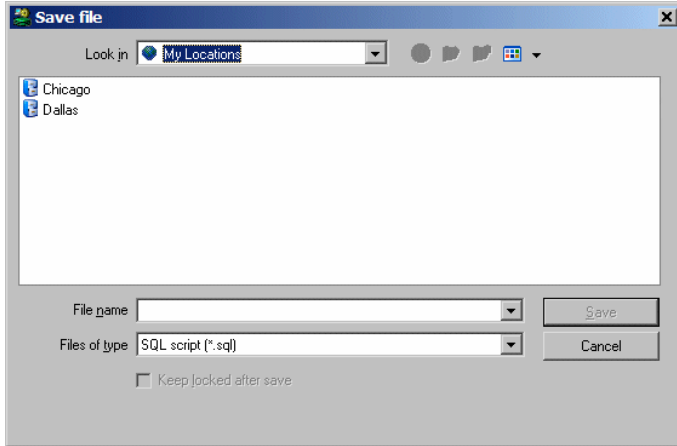 Save file
Look in My Locations
Chicago
Dallas
File name Save
Files of type SQL script (*.sql) Cancel
Keep locked after save